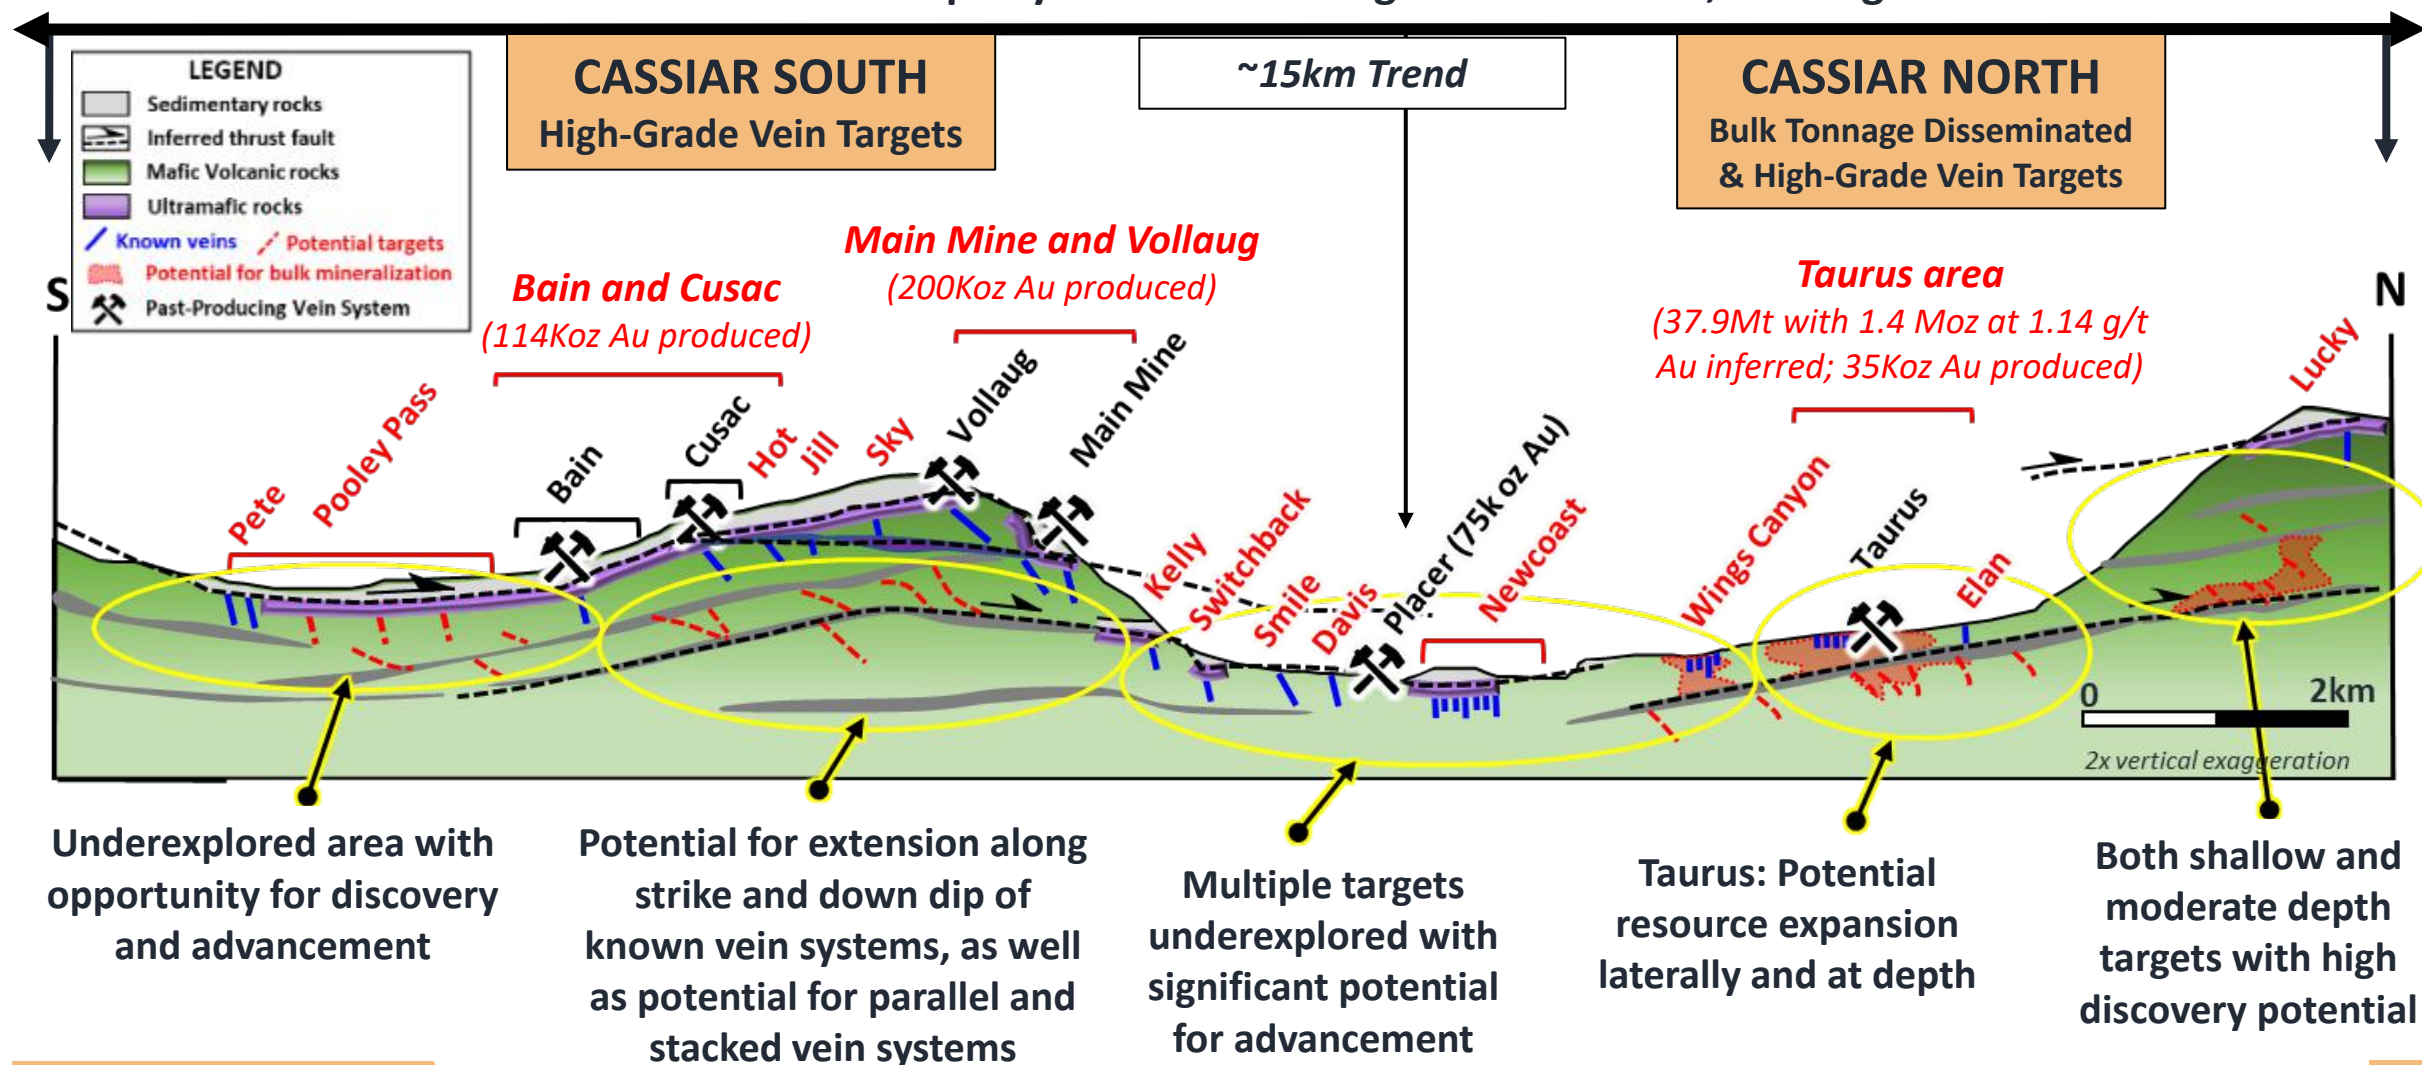 LEGEND
Sedimentary rocks
Inferred thrust fault
Mafic Volcanic rocks
Ultramafic rocks
Known veins
Potential targets
Potential for bulk mineralization
Past-Producing Vein System
CASSIAR SOUTH
High-Grade Vein Targets
~15km Trend
CASSIAR NORTH
Bulk Tonnage Disseminated
& High-Grade Vein Targets
S
N
Bain and Cusac
(114Koz Au produced)
Main Mine and Vollaug
(200Koz Au produced)
Taurus area
(37.9Mt with 1.4 Moz at 1.14 g/t
Au inferred; 35Koz Au produced)
Pete
Pooley Pass
Bain
Cusac
Hot
Jill
Sky
Vollaug
Main Mine
Kelly
Switchback
Smile
Davis
Placer (75k oz Au)
Newcoast
Wings Canyon
Taurus
Elan
Lucky
0
2km
2x vertical exaggeration
Underexplored area with
opportunity for discovery
and advancement
Potential for extension along
strike and down dip of
known vein systems, as well
as potential for parallel and
stacked vein systems
Multiple targets
underexplored with
significant potential
for advancement
Taurus: Potential
resource expansion
laterally and at depth
Both shallow and
moderate depth
targets with high
discovery potential